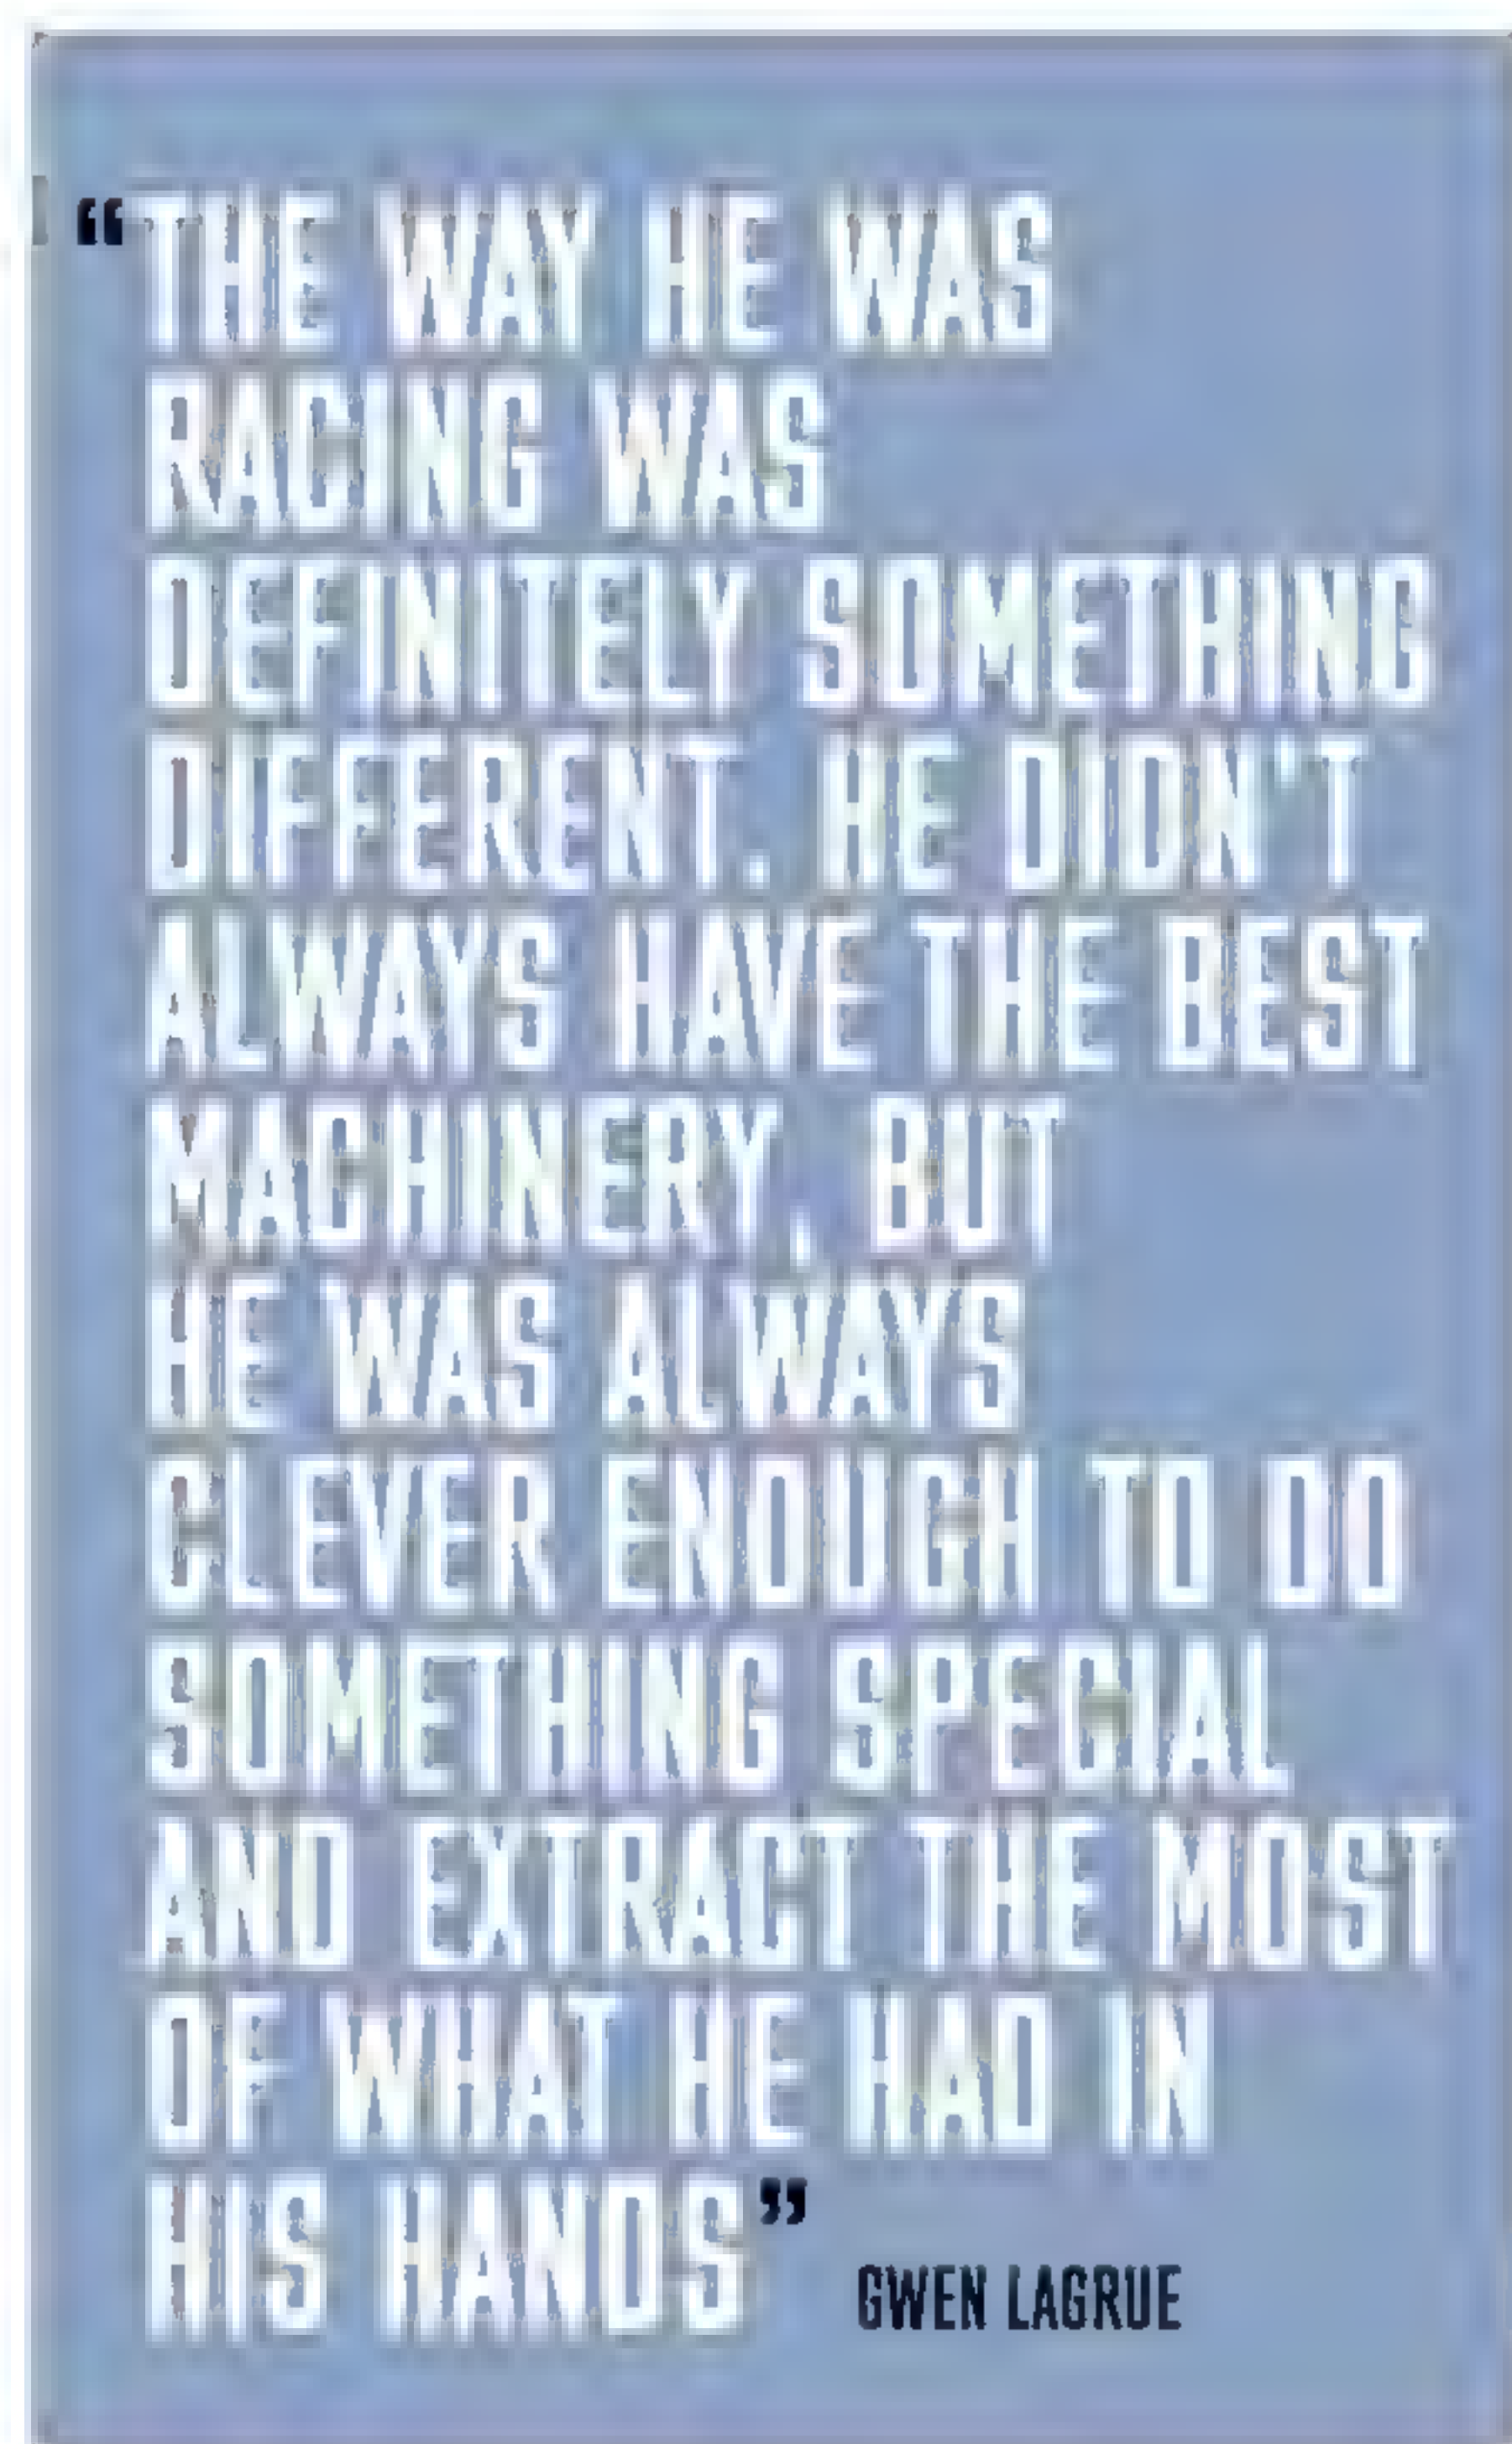 “THE WAY HE WAS
RACING WAS
DEFINITELY SOMETHING
DIFFERENT. HE DIDN'T
ALWAYS HAVE THE BEST
MACHINERY, BUT
HE WAS ALWAYS
CLEVER ENOUGH TO DO
SOMETHING SPECIAL
AND EXTRACT THE MOST
OF WHAT HE HAD IN
HIS HANDS”
GWEN LAGRUE